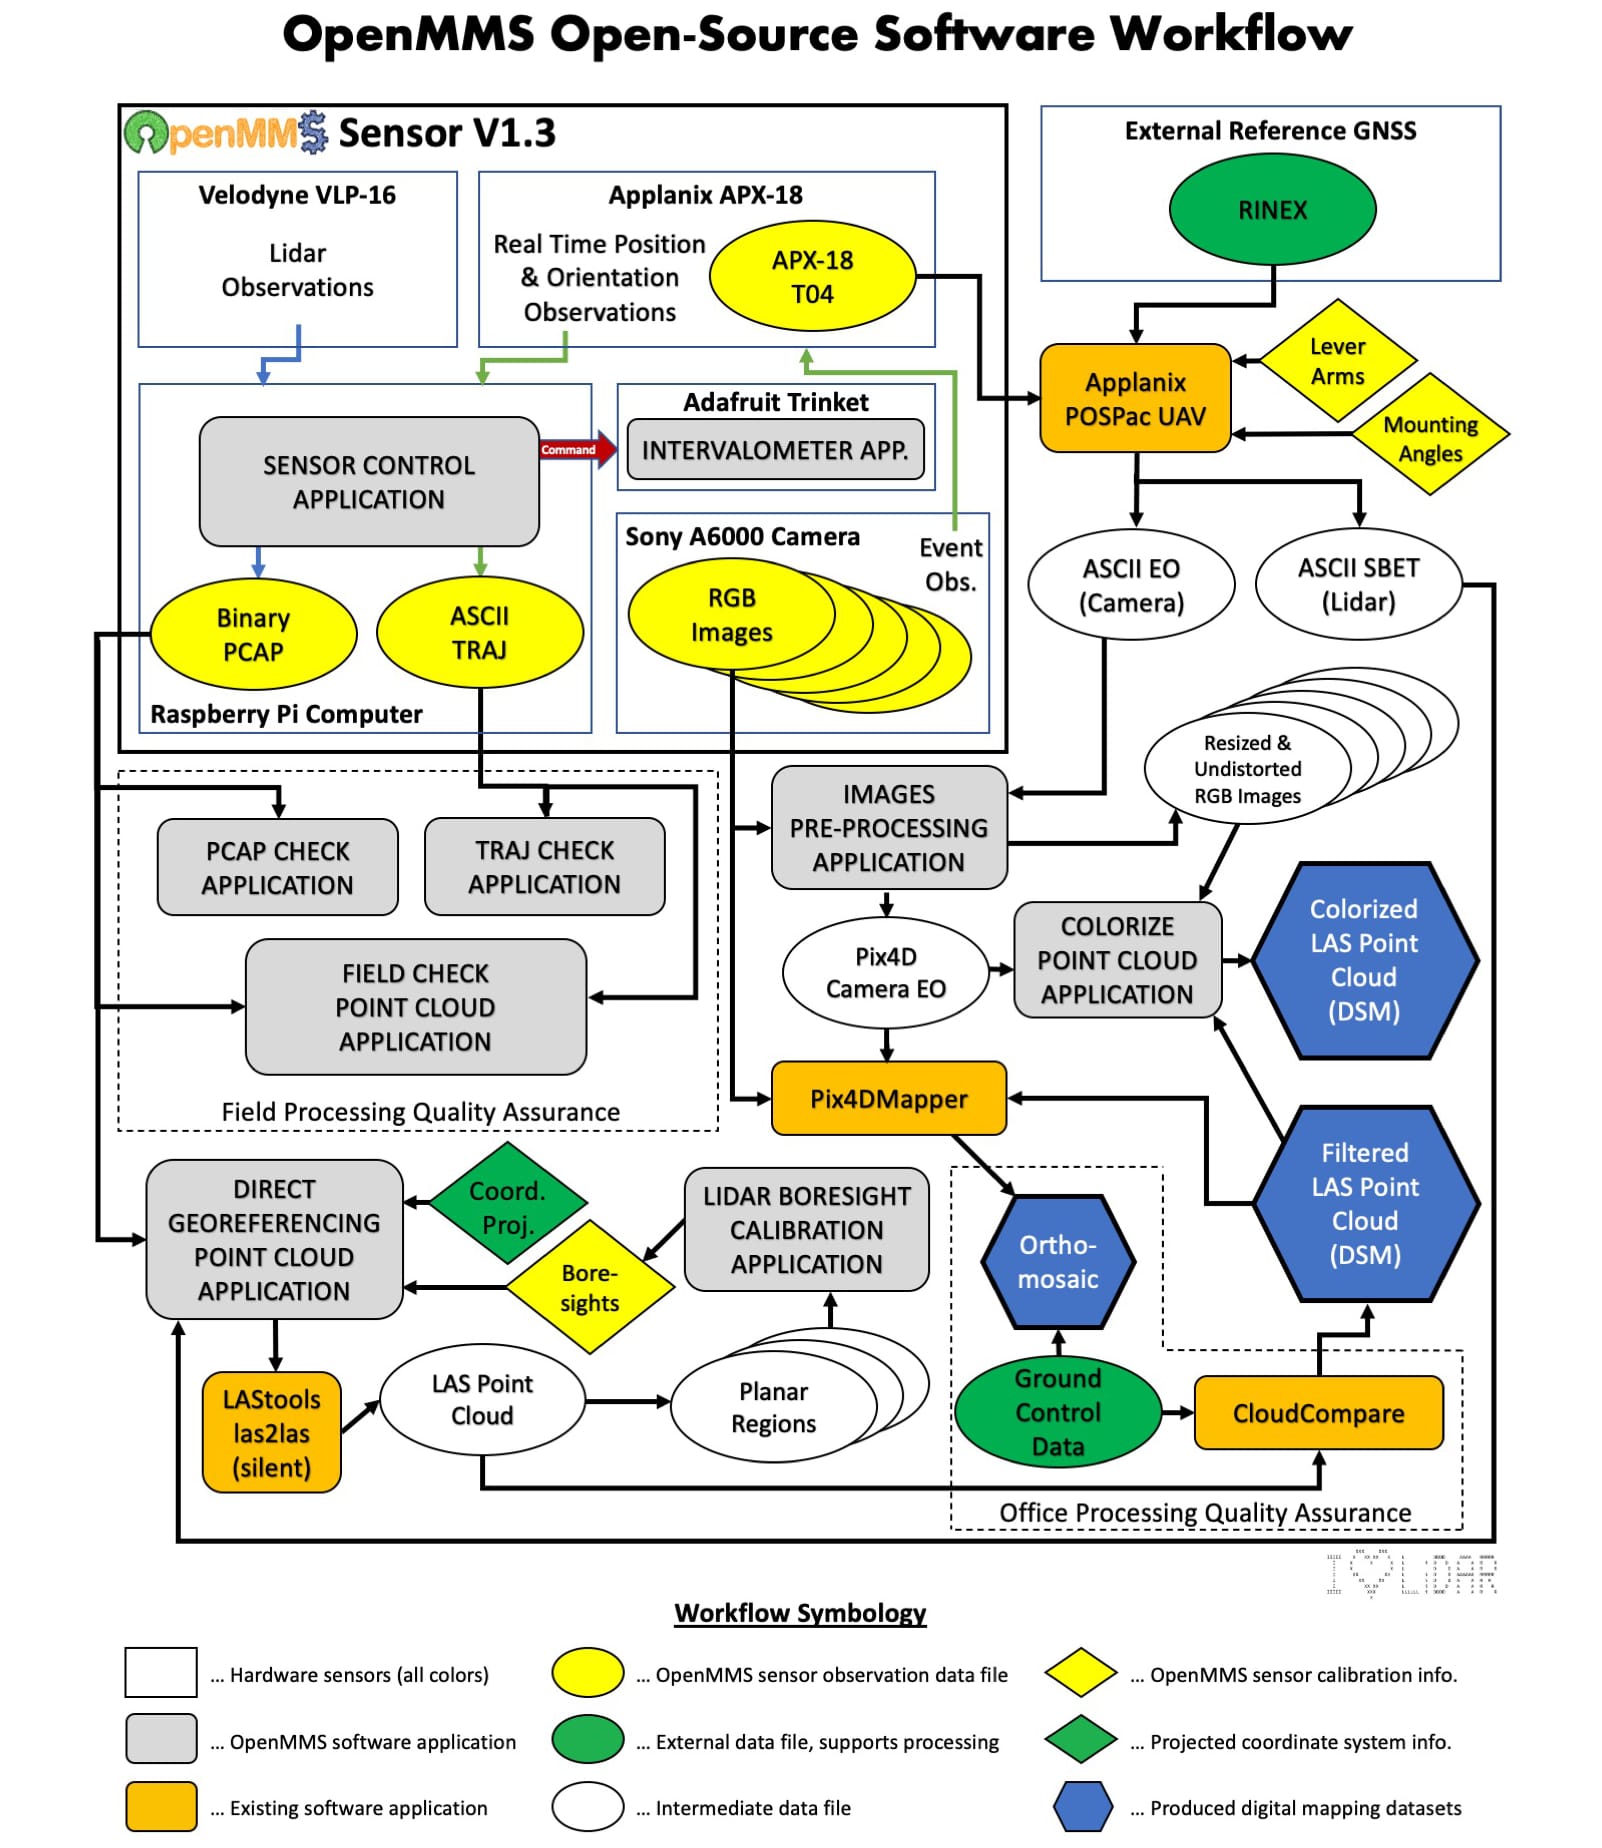 OpenMMS Open-Source Software Workflow
OpenMMS Sensor V1.3
External Reference GNSS
RINEX
Velodyne VLP-16
Lidar
Observations
Applanix APX-18
Real Time Position
& Orientation
Observations
APX-18
T04
Lever
Arms
Applanix
POSPac UAV
Mounting
Angles
Adafruit Trinket
INTERVALOMETER APP.
Command
SENSOR CONTROL
APPLICATION
Sony A6000 Camera
Event
Obs.
RGB
Images
ASCII EO
(Camera)
ASCII SBET
(Lidar)
Binary
PCAP
ASCII
TRAJ
Raspberry Pi Computer
Resized &
Undistorted
RGB Images
IMAGES
PRE-PROCESSING
APPLICATION
PCAP CHECK
APPLICATION
TRAJ CHECK
APPLICATION
FIELD CHECK
POINT CLOUD
APPLICATION
Field Processing Quality Assurance
Pix4D
Camera EO
COLORIZE
POINT CLOUD
APPLICATION
Colorized
LAS Point
Cloud
(DSM)
Pix4DMapper
Filtered
LAS Point
Cloud
(DSM)
DIRECT
GEOREFERENCING
POINT CLOUD
APPLICATION
Coord.
Proj.
Bore-
sights
LIDAR BORESIGHT
CALIBRATION
APPLICATION
Ortho-
mosaic
LAStools
las2las
(silent)
LAS Point
Cloud
Planar
Regions
Ground
Control
Data
CloudCompare
Office Processing Quality Assurance
I LiDAR
Workflow Symbology
... Hardware sensors (all colors)
... OpenMMS sensor observation data file
... OpenMMS sensor calibration info.
... OpenMMS software application
... External data file, supports processing
... Projected coordinate system info.
... Existing software application
... Intermediate data file
... Produced digital mapping datasets